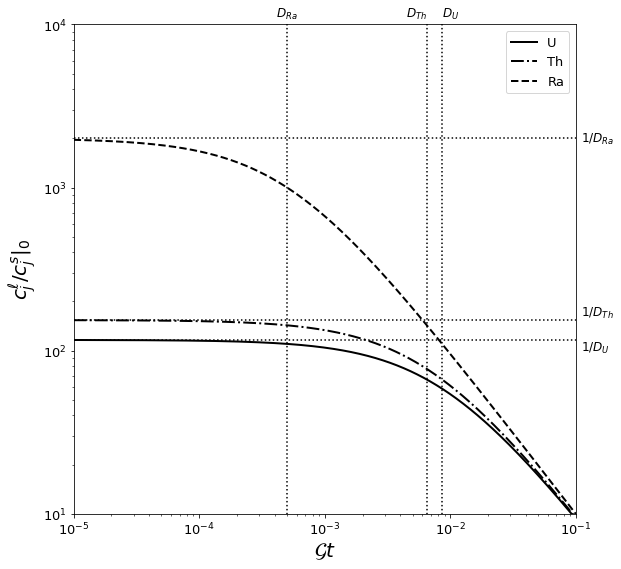 D_Ra D_Th D_U
10^4
U
Th
Ra
1/D_Ra
10^3
c_j^ℓ/c_j^s|_0
1/D_Th
1/D_U
10^2
10^1
10^-5 10^-4 10^-3 10^-2 10^-1
𝒢t